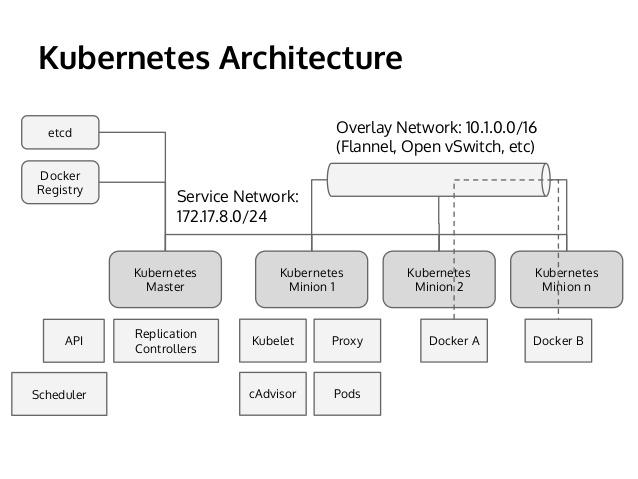 Kubernetes Architecture
etcd
Docker
Registry
Overlay Network: 10.1.0.0/16
(Flannel, Open vSwitch, etc)
Service Network:
172.17.8.0/24
Kubernetes
Master
Kubernetes
Minion 1
Kubernetes
Minion 2
Kubernetes
Minion n
API
Replication
Controllers
Kubelet
Proxy
Docker A
Docker B
Scheduler
cAdvisor
Pods